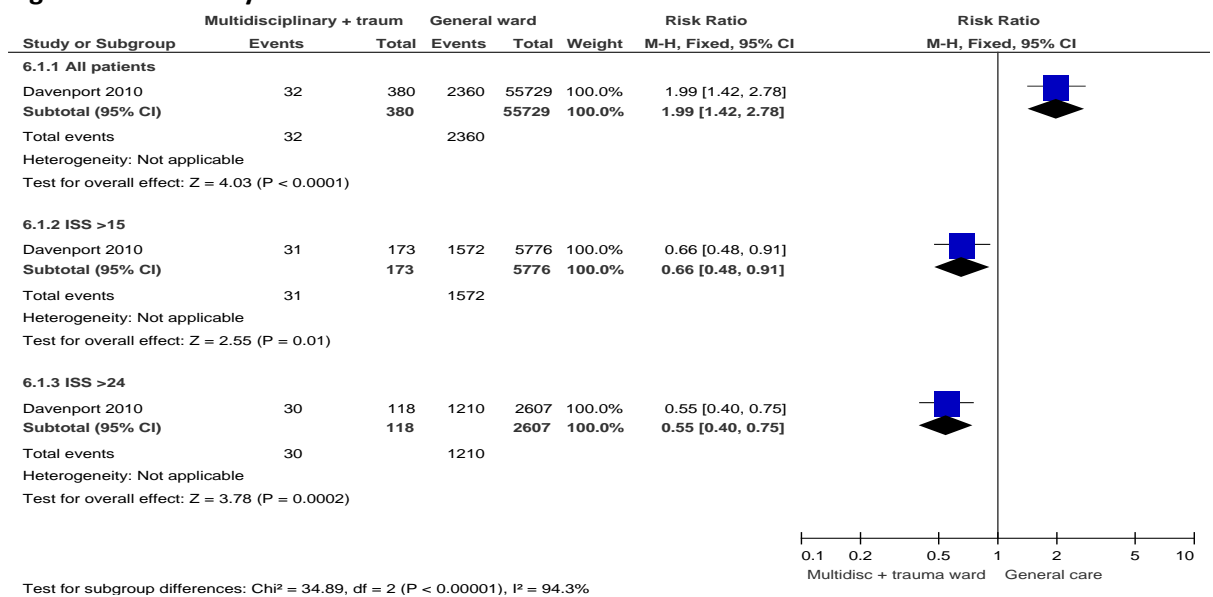 Multidisciplinary + traum General ward Risk Ratio Risk Ratio
Study or Subgroup Events Total Events Total Weight M-H, Fixed, 95% CI M-H, Fixed, 95% CI
6.1.1 All patients
Davenport 2010 32 380 2360 55729 100.0% 1.99 [1.42, 2.78]
Subtotal (95% CI) 380 55729 100.0% 1.99 [1.42, 2.78]
Total events 32 2360
Heterogeneity: Not applicable
Test for overall effect: Z = 4.03 (P < 0.0001)
6.1.2 ISS >15
Davenport 2010 31 173 1572 5776 100.0% 0.66 [0.48, 0.91]
Subtotal (95% CI) 173 5776 100.0% 0.66 [0.48, 0.91]
Total events 31 1572
Heterogeneity: Not applicable
Test for overall effect: Z = 2.55 (P = 0.01)
6.1.3 ISS >24
Davenport 2010 30 118 1210 2607 100.0% 0.55 [0.40, 0.75]
Subtotal (95% CI) 118 2607 100.0% 0.55 [0.40, 0.75]
Total events 30 1210
Heterogeneity: Not applicable
Test for overall effect: Z = 3.78 (P = 0.0002)
0.1 0.2 0.5 1 2 5 10
Multidisc + trauma ward General care
Test for subgroup differences: Chi² = 34.89, df = 2 (P < 0.00001), I² = 94.3%